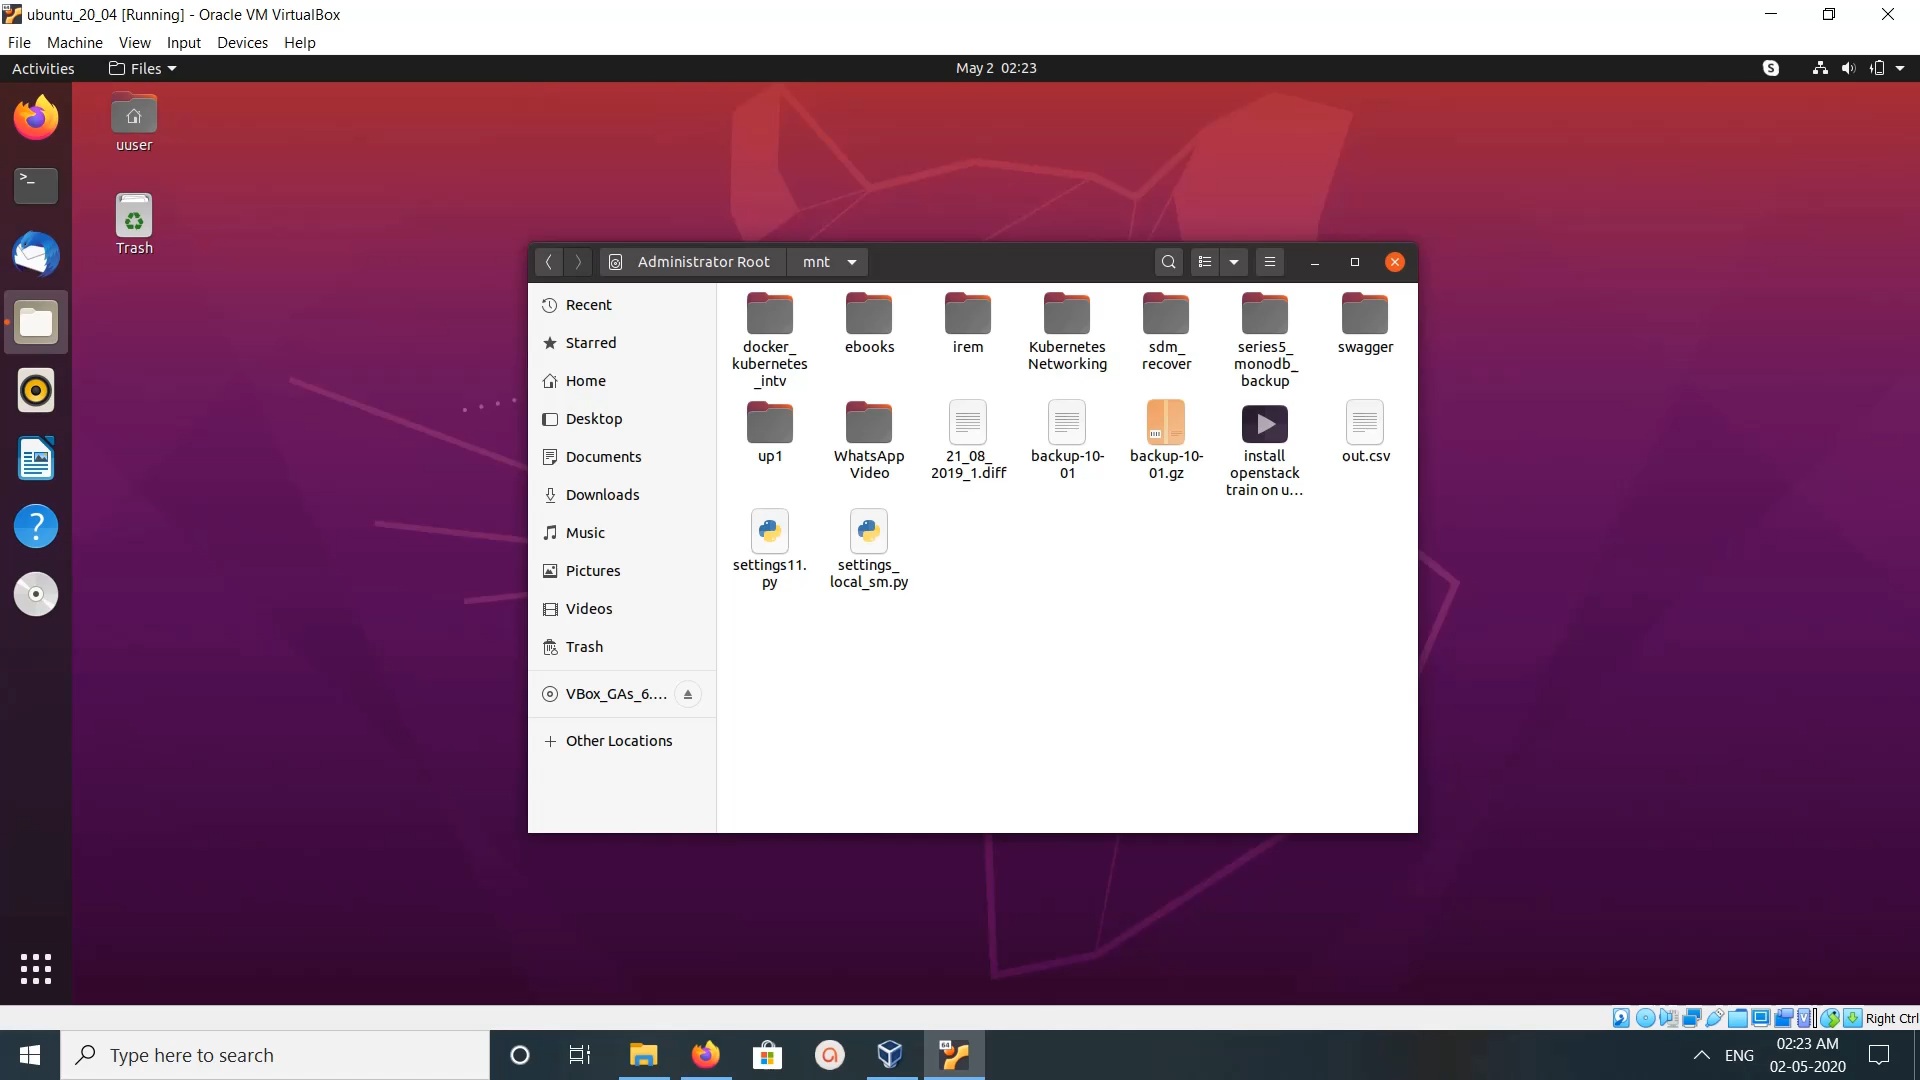 ubuntu_20_04 [Running] - Oracle VM VirtualBox
File Machine View Input Devices Help
Activities Files May 2 02:23
uuser
Trash
Administrator Root mnt
Recent
Starred
Home
Desktop
Documents
Downloads
Music
Pictures
Videos
Trash
VBox_GAs_6....
Other Locations
docker_
kubernetes
_intv
ebooks
irem
Kubernetes
Networking
sdm_
recover
series5_
monodb_
backup
swagger
up1
WhatsApp
Video
21_08_
2019_1.diff
backup-10-
01
backup-10-
01.gz
install
openstack
train on u...
out.csv
settings11.
py
settings_
local_sm.py
Right Ctrl
Type here to search
ENG
02:23 AM
02-05-2020